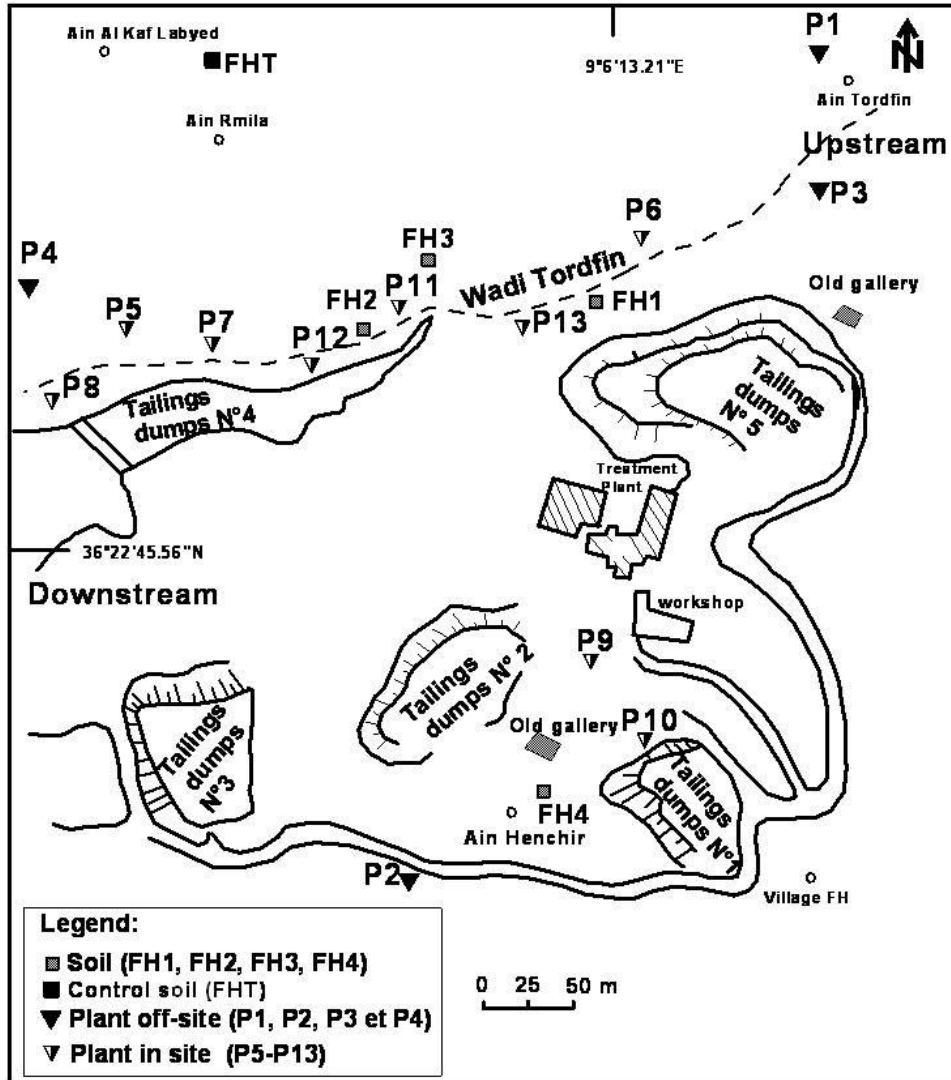 Ain Al Kaf Labyed
FHT
9°6'13.21"E
P1
N
Ain Tordfin
Ain Rmila
Upstream
P3
P6
P4
FH3
Wadi Tordfin
P11
Old gallery
P5
P7
FH2
FH1
P12
P13
P8
Tailings
dumps N°4
Tailings
dumps
N° 5
Treatment
Plant
36°22'45.56"N
Downstream
workshop
P9
Tailings
dumps N° 2
Tailings
dumps
N°3
Old gallery
P10
Tailings
dumps N°1
FH4
Ain Henchir
P2
Village FH
Legend:
Soil (FH1, FH2, FH3, FH4)
Control soil (FHT)
Plant off-site (P1, P2, P3 et P4)
Plant in site (P5-P13)
0 25 50 m